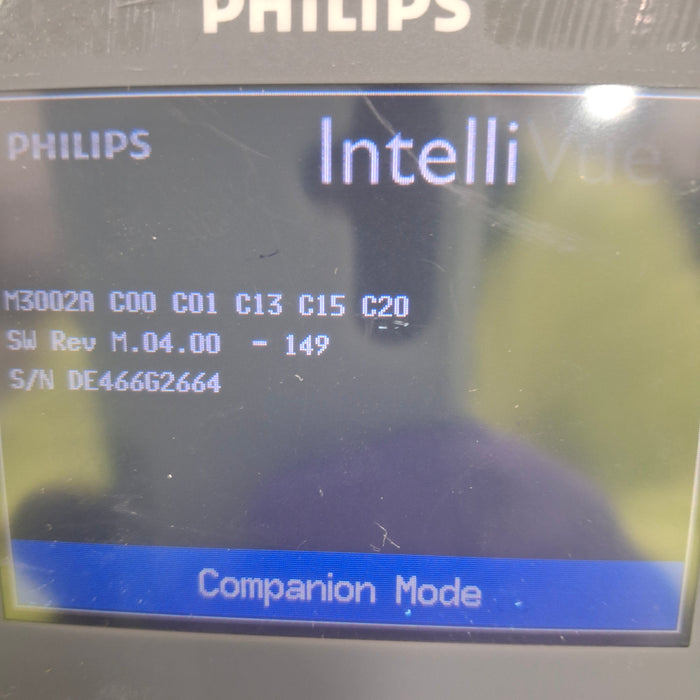 PHILIPS
PHILIPS IntelliVue
M3002A C00 C01 C13 C15 C20
SW Rev M.04.00 - 149
S/N DE466G2664
Companion Mode